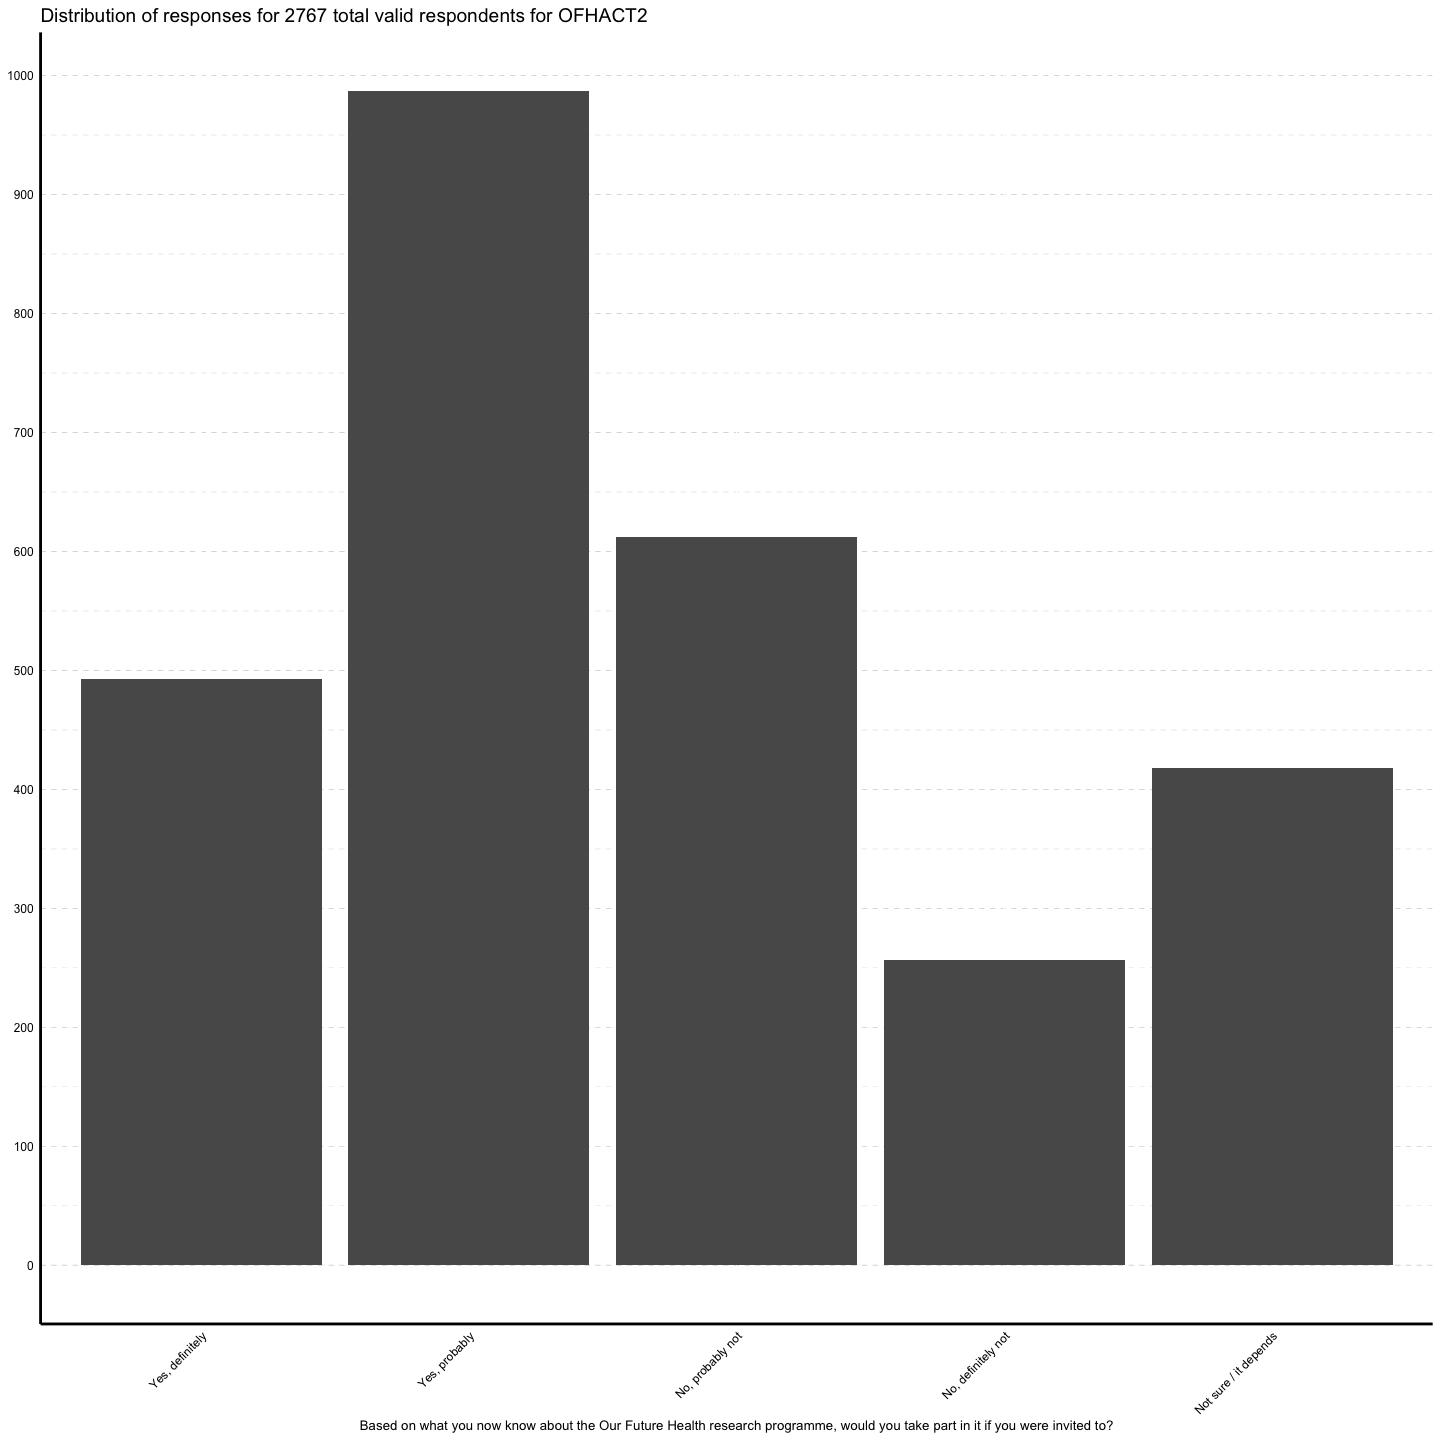 Distribution of responses for 2767 total valid respondents for OFHACT2
1000
900
800
700
600
500
400
300
200
100
0
Yes, definitely
Yes, probably
No, probably not
No, definitely not
Not sure / it depends
Based on what you now know about the Our Future Health research programme, would you take part in it if you were invited to?